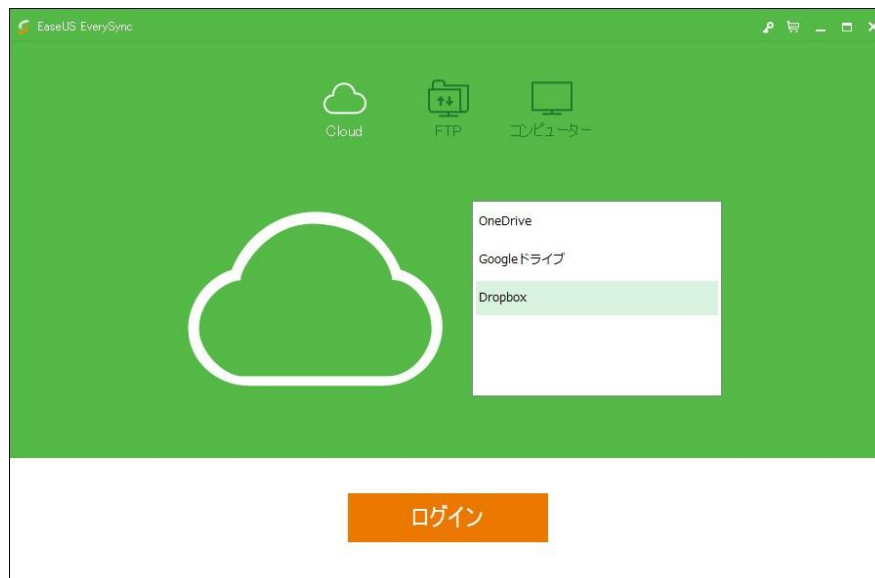 EaseUS EverySync
Cloud
FTP
コンピューター
OneDrive
Googleドライブ
Dropbox
ログイン